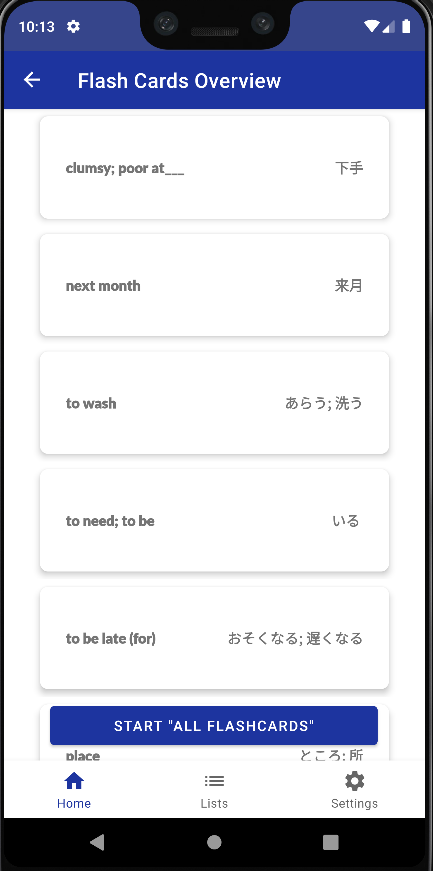 10:13
Flash Cards Overview
clumsy; poor at___ 下手
next month 来月
to wash あらう; 洗う
to need; to be いる
to be late (for) おそくなる; 遅くなる
START "ALL FLASHCARDS"
place ところ; 所
Home Lists Settings